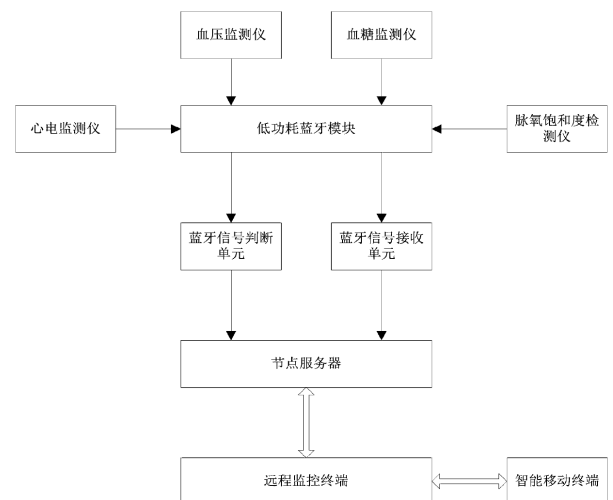 血压监测仪
血糖监测仪
心电监测仪
低功耗蓝牙模块
脉氧饱和度检
测仪
蓝牙信号判断
单元
蓝牙信号接收
单元
节点服务器
远程监控终端
智能移动终端